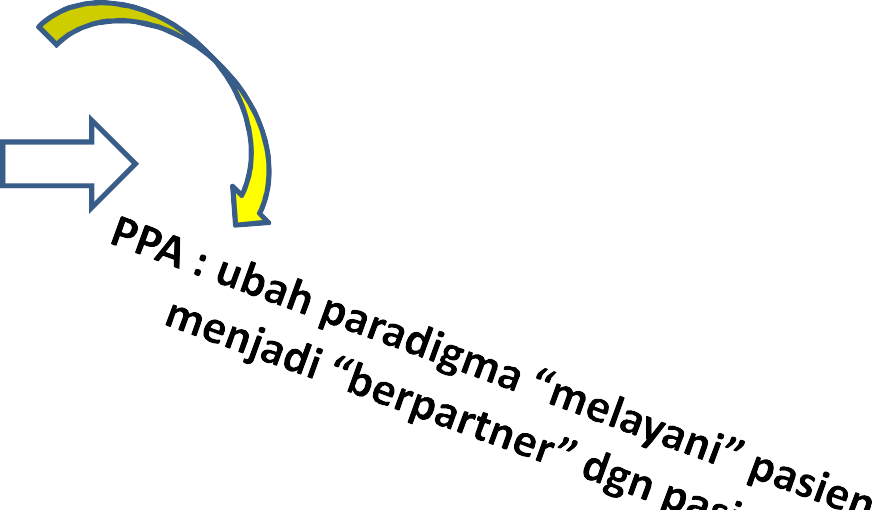 PPA : ubah paradigma “melayani” pasien
menjadi “berpartner” dgn